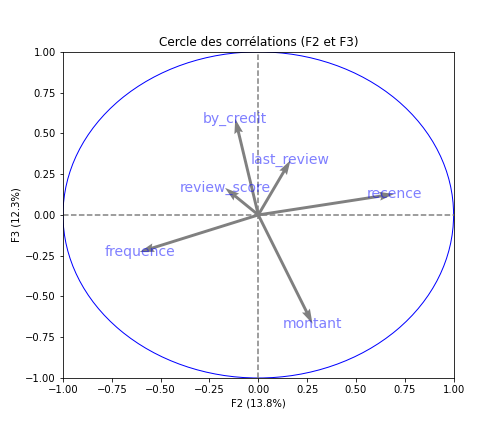 Cercle des corrélations (F2 et F3)
1.00
0.75
0.50
0.25
0.00
−0.25
−0.50
−0.75
−1.00
F3 (12.3%)
by_credit
last_review
review_score
resence
frequence
montant
−1.00 −0.75 −0.50 −0.25 0.00 0.25 0.50 0.75 1.00
F2 (13.8%)